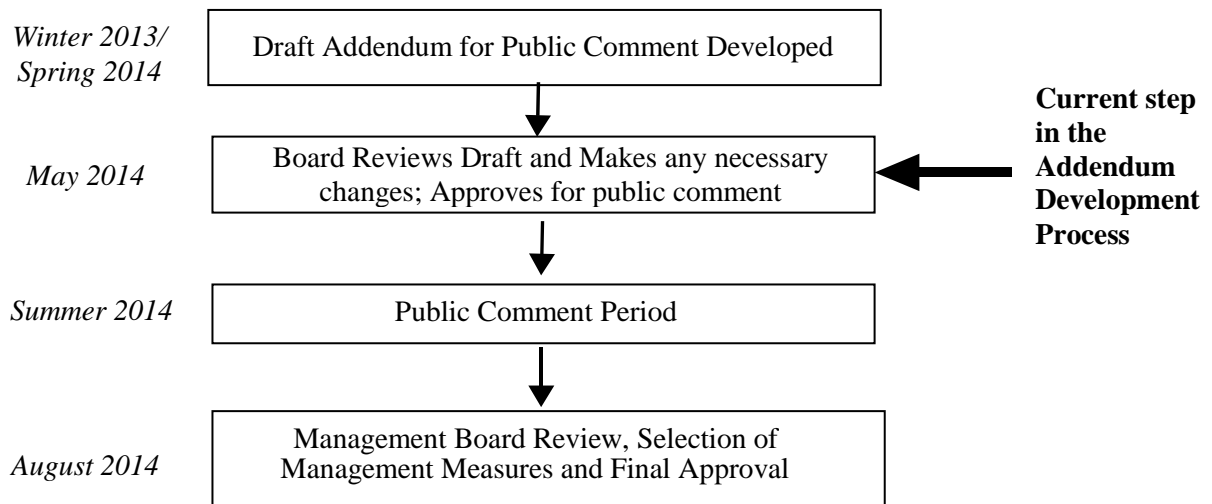 Winter 2013/
Spring 2014
Draft Addendum for Public Comment Developed
Current step
in the
Addendum
Development
Process
May 2014
Board Reviews Draft and Makes any necessary
changes; Approves for public comment
Summer 2014
Public Comment Period
August 2014
Management Board Review, Selection of
Management Measures and Final Approval